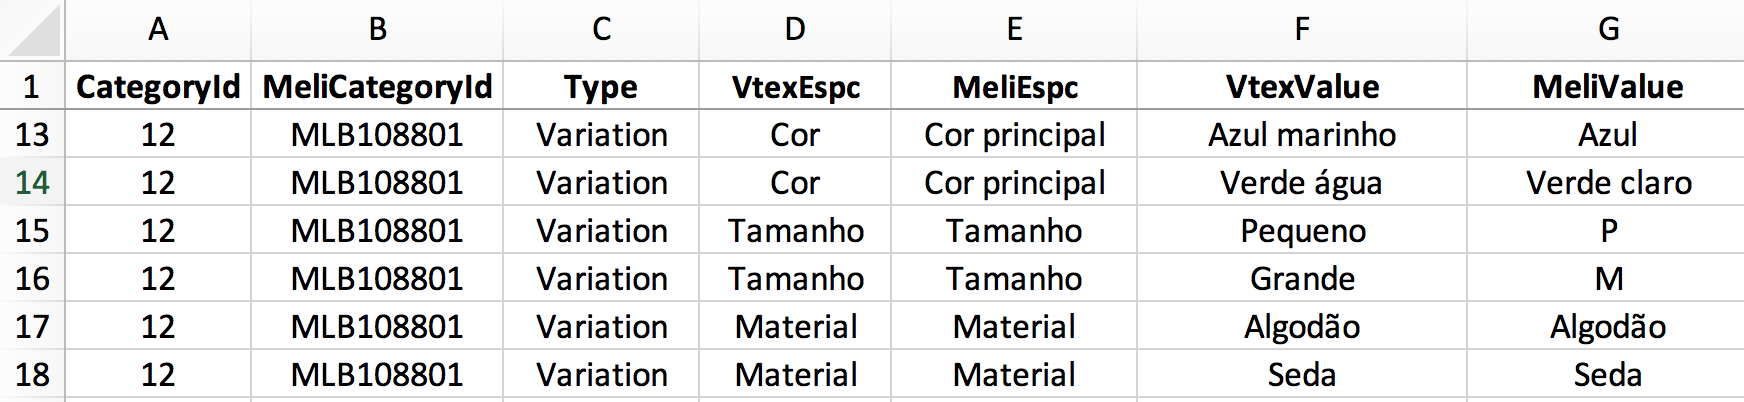 A B C D E F G
1 CategoryId MeliCategoryId Type VtexEspc MeliEspc VtexValue MeliValue
13 12 MLB108801 Variation Cor Cor principal Azul marinho Azul
14 12 MLB108801 Variation Cor Cor principal Verde água Verde claro
15 12 MLB108801 Variation Tamanho Tamanho Pequeno P
16 12 MLB108801 Variation Tamanho Tamanho Grande M
17 12 MLB108801 Variation Material Material Algodão Algodão
18 12 MLB108801 Variation Material Material Seda Seda